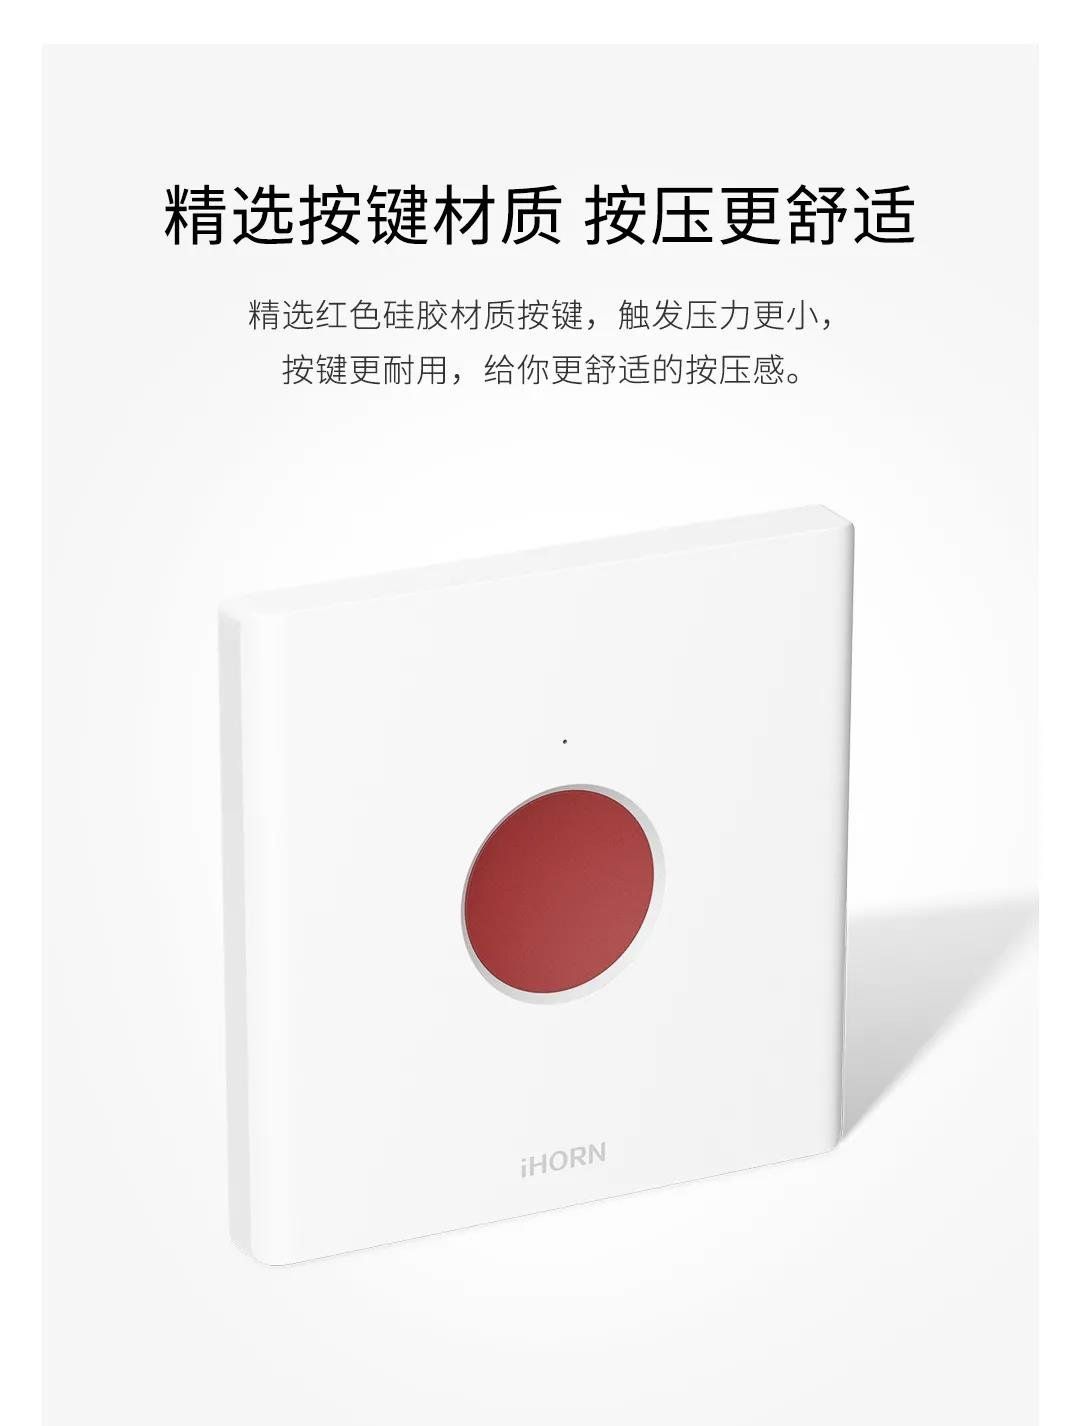 精选按键材质 按压更舒适
精选红色硅胶材质按键，触发压力更小，
按键更耐用，给你更舒适的按压感。
iHORN